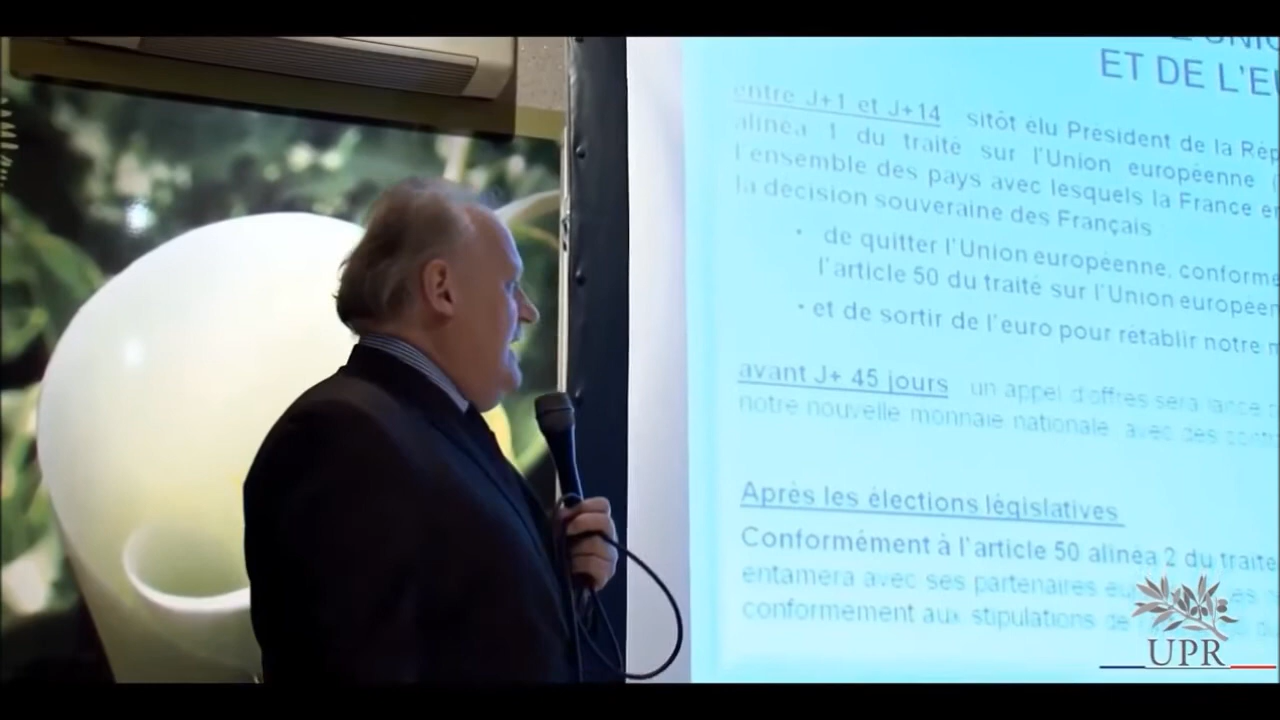 ET DE L'E
entre J+1 et J+14 sitôt élu Président de la Rép
alinéa 1 du traité sur l'Union européenne
l'ensemble des pays avec lesquels la France en
la décision souveraine des Français
• de quitter l'Union européenne, conforme
l'article 50 du traité sur l'Union européen
• et de sortir de l'euro pour rétablir notre
avant J+ 45 jours un appel d'offres sera lancé
notre nouvelle monnaie nationale avec des
Après les élections législatives
Conformément à l'article 50 alinéa 2 du traité
entamera avec ses partenaires
conformément aux stipulations de
UPR